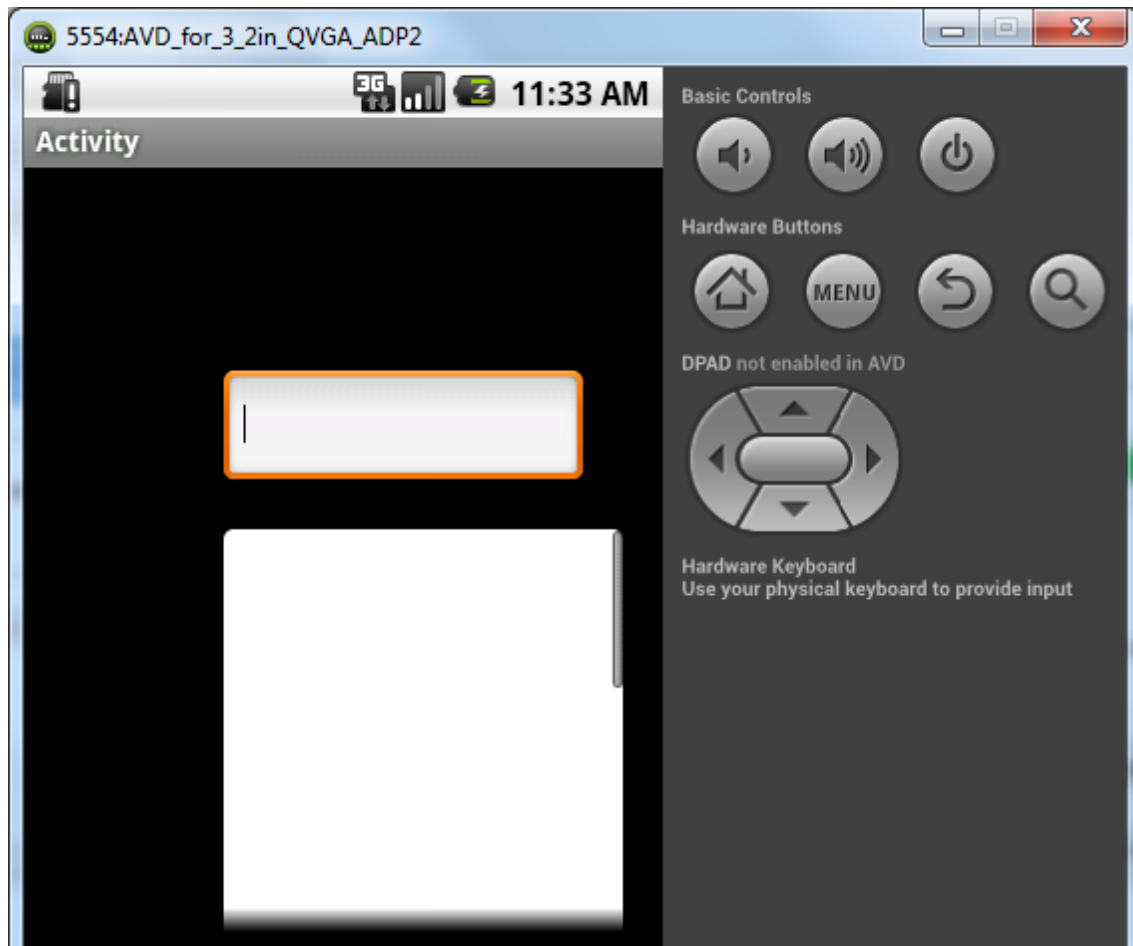 5554:AVD_for_3_2in_QVGA_ADP2
3G 11:33 AM
Activity
Basic Controls
Hardware Buttons
MENU
DPAD not enabled in AVD
Hardware Keyboard
Use your physical keyboard to provide input